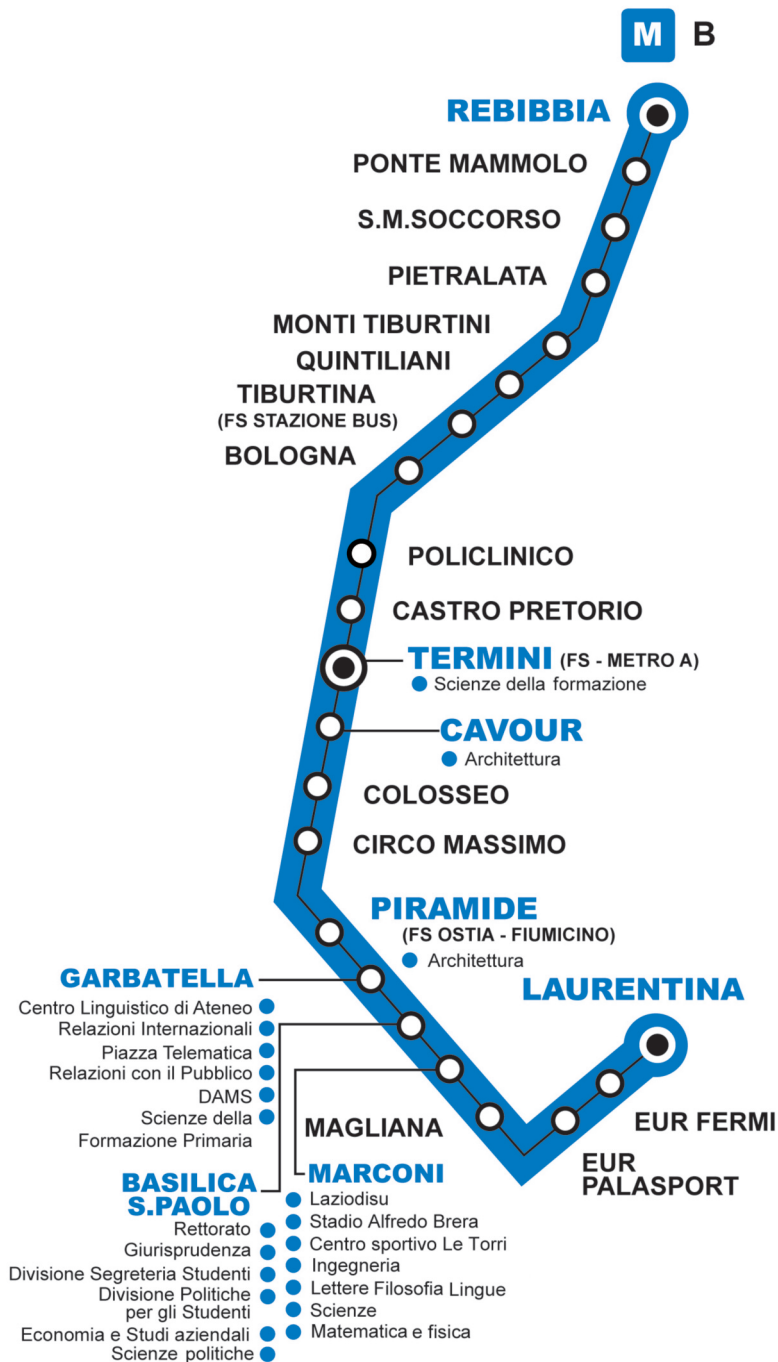 M B
REBIBBIA
PONTE MAMMOLO
S.M.SOCCORSO
PIETRALATA
MONTI TIBURTINI
QUINTILIANI
TIBURTINA
(FS STAZIONE BUS)
BOLOGNA
POLICLINICO
CASTRO PRETORIO
TERMINI (FS - METRO A)
Scienze della formazione
CAVOUR
Architettura
COLOSSEO
CIRCO MASSIMO
PIRAMIDE
(FS OSTIA - FIUMICINO)
Architettura
GARBATELLA
Centro Linguistico di Ateneo
Relazioni Internazionali
Piazza Telematica
Relazioni con il Pubblico
DAMS
Scienze della
Formazione Primaria
BASILICA
S.PAOLO
Rettorato
Giurisprudenza
Divisione Segreteria Studenti
Divisione Politiche
per gli Studenti
Economia e Studi aziendali
Scienze politiche
MARCONI
Laziodisu
Stadio Alfredo Brera
Centro sportivo Le Torri
Ingegneria
Lettere Filosofia Lingue
Scienze
Matematica e fisica
MAGLIANA
EUR
PALASPORT
EUR FERMI
LAURENTINA